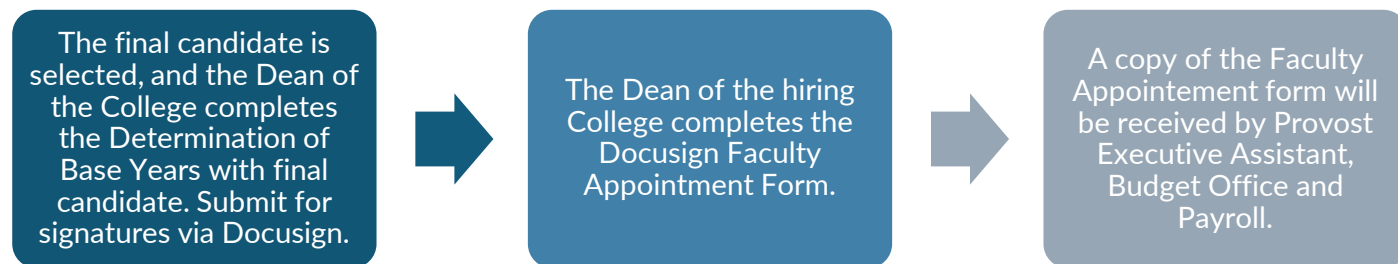 The final candidate is
selected, and the Dean of
the College completes
the Determination of
Base Years with final
candidate. Submit for
signatures via Docusign.
The Dean of the hiring
College completes the
Docusign Faculty
Appointment Form.
A copy of the Faculty
Appointement form will
be received by Provost
Executive Assistant,
Budget Office and
Payroll.